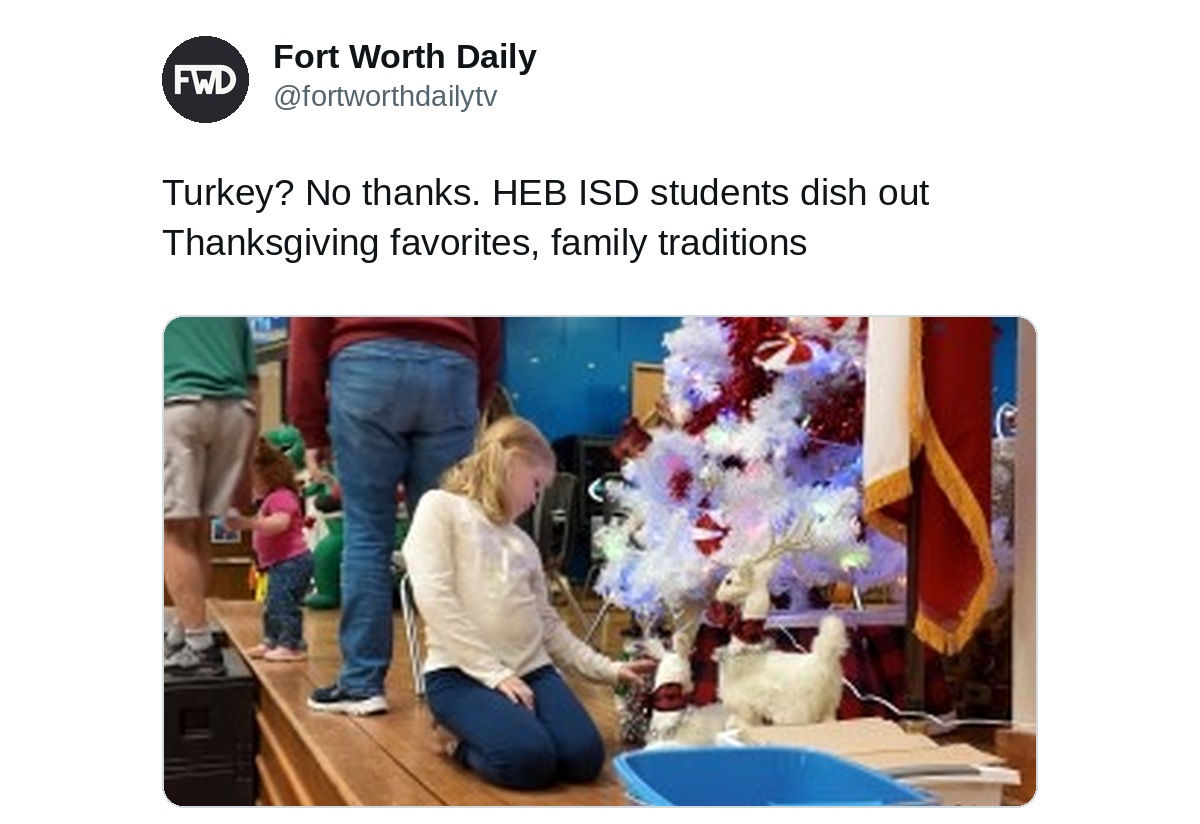 FWD
Fort Worth Daily
@fortworthdailytv
Turkey? No thanks. HEB ISD students dish out
Thanksgiving favorites, family traditions